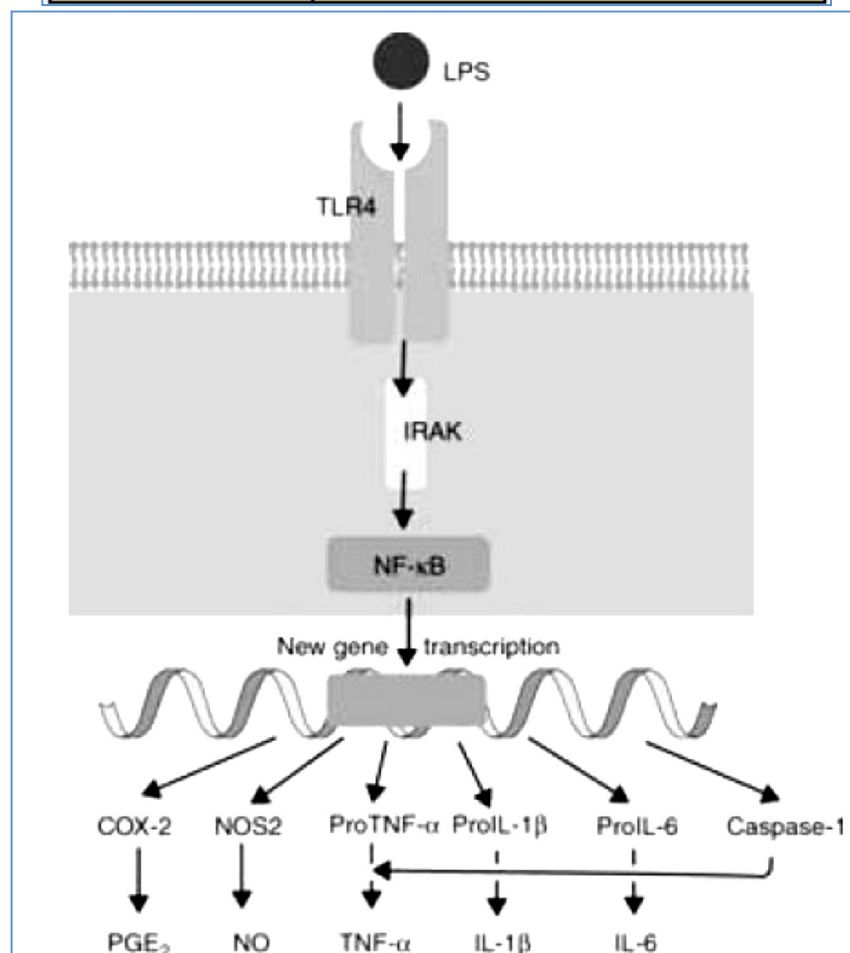 LPS
TLR4
IRAK
NF-κB
New gene transcription
COX-2 NOS2 ProTNF-α ProIL-1β ProIL-6 Caspase-1
PGE₂ NO TNF-α IL-1β IL-6